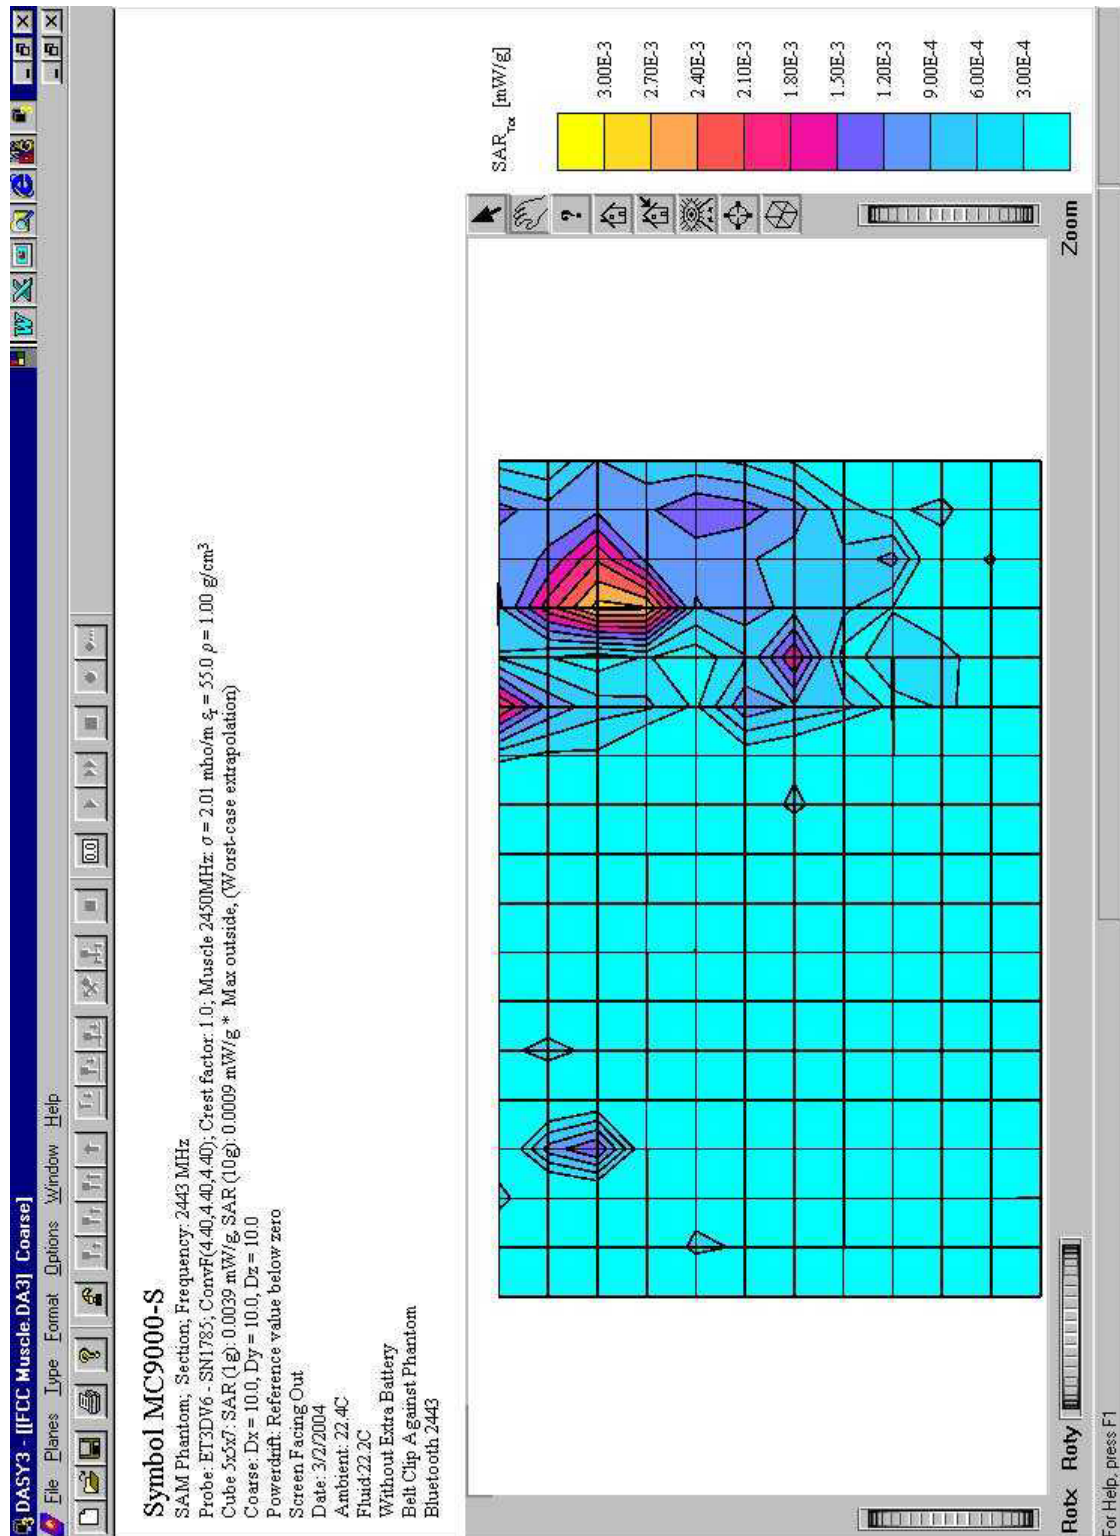 DASY3 - [[FCC Muscle.DA3] Coarse]
File Planes Type Format Options Window Help
Symbol MC9000-S
SAM Phantom; Section; Frequency: 2443 MHz
Probe: ET3DV6 - SN1785; ConvF(4.40,4.40,4.40); Crest factor: 1.0; Muscle 2450MHz: σ = 2.01 mho/m εr = 55.0 ρ = 1.00 g/cm³
Cube 5x5x7: SAR (1g): 0.0039 mW/g, SAR (10g): 0.0009 mW/g * Max outside, (Worst-case extrapolation)
Coarse: Dx = 10.0, Dy = 10.0, Dz = 10.0
Powerdrift: Reference value below zero
Screen Facing Out
Date: 3/2/2004
Ambient: 22.4C
Fluid:22.2C
Without Extra Battery
Belt Clip Against Phantom
Bluetooth 2443
SARTot [mW/g]
3.00E-3
2.70E-3
2.40E-3
2.10E-3
1.80E-3
1.50E-3
1.20E-3
9.00E-4
6.00E-4
3.00E-4
Rotx Roty Zoom
For Help, press F1